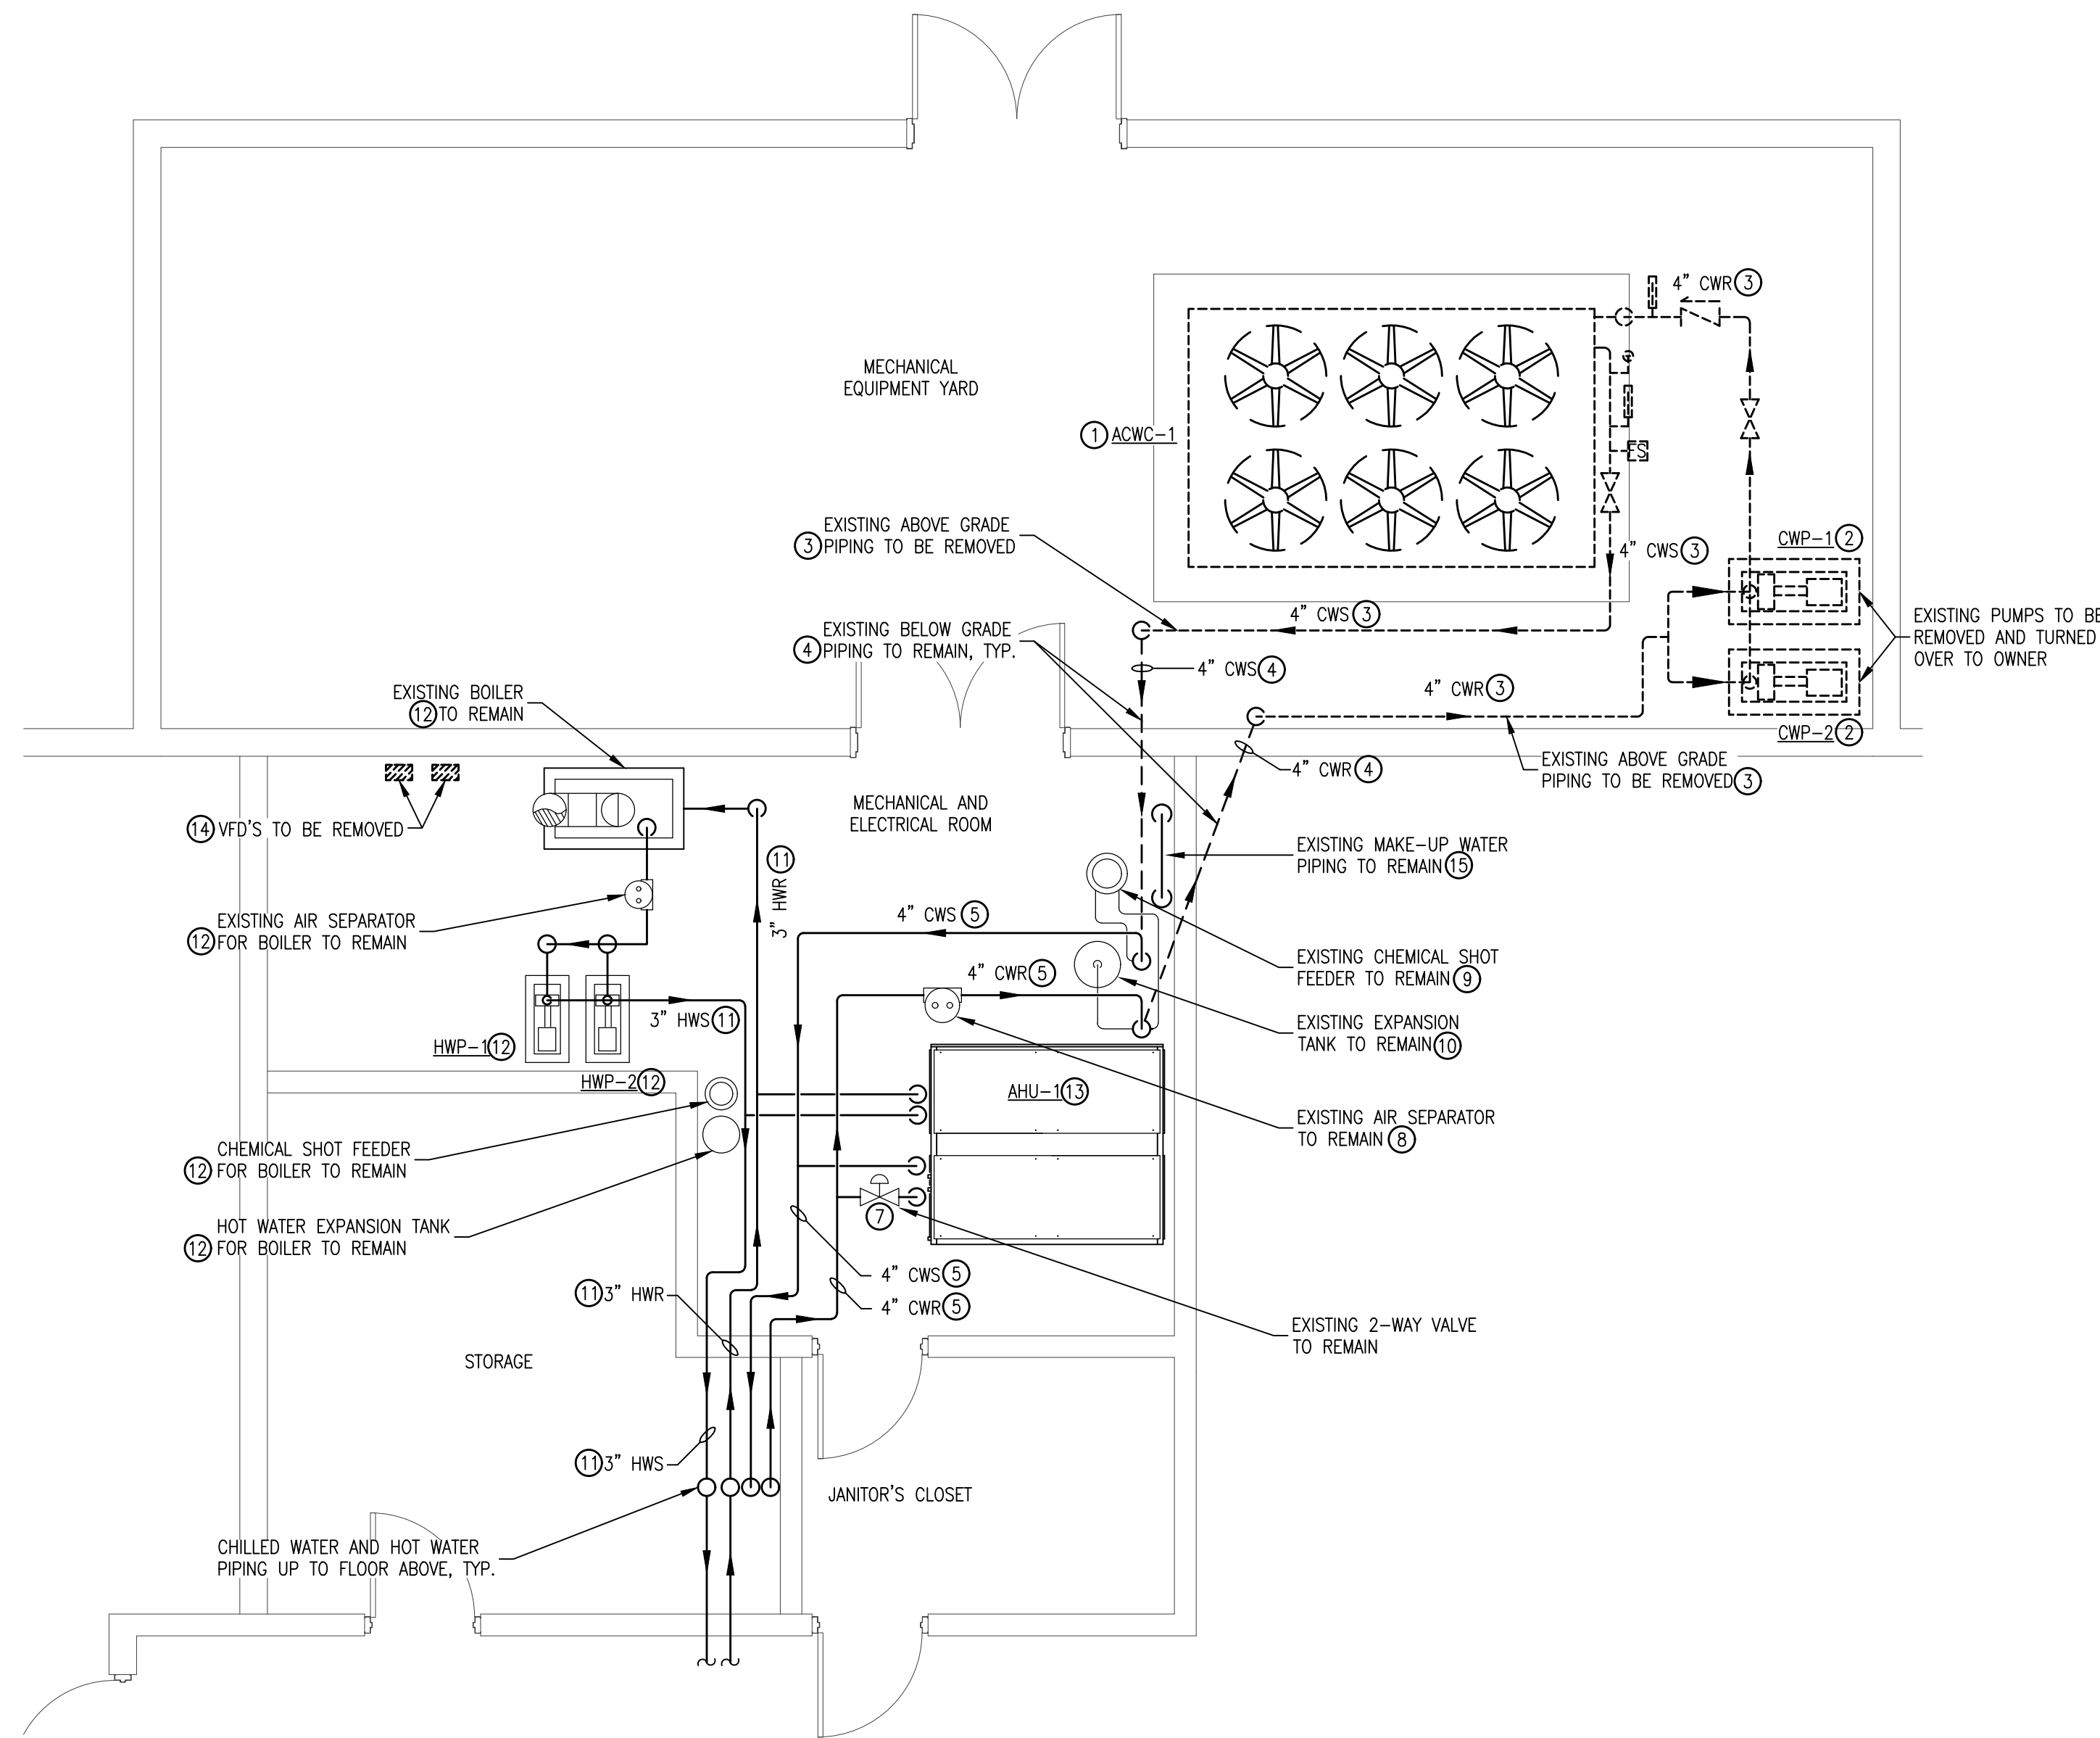 4" CWR 3
MECHANICAL
EQUIPMENT YARD
1 ACWC-1
FS
EXISTING ABOVE GRADE
3 PIPING TO BE REMOVED
4" CWS 3
CWP-1 2
4" CWS 3
EXISTING PUMPS TO BE
REMOVED AND TURNED
OVER TO OWNER
EXISTING BELOW GRADE
4 PIPING TO REMAIN, TYP.
4" CWS 4
4" CWR 3
CWP-2 2
EXISTING BOILER
12 TO REMAIN
4" CWR 4
EXISTING ABOVE GRADE
PIPING TO BE REMOVED 3
14 VFD'S TO BE REMOVED
MECHANICAL AND
ELECTRICAL ROOM
3" HWR 11
EXISTING MAKE-UP WATER
PIPING TO REMAIN 15
EXISTING AIR SEPARATOR
12 FOR BOILER TO REMAIN
4" CWS 5
4" CWR 5
EXISTING CHEMICAL SHOT
FEEDER TO REMAIN 9
3" HWS 11
EXISTING EXPANSION
TANK TO REMAIN 10
HWP-1 12
HWP-2 12
AHU-1 13
EXISTING AIR SEPARATOR
TO REMAIN 8
CHEMICAL SHOT FEEDER
12 FOR BOILER TO REMAIN
7
HOT WATER EXPANSION TANK
12 FOR BOILER TO REMAIN
4" CWS 5
4" CWR 5
11 3" HWR
EXISTING 2-WAY VALVE
TO REMAIN
STORAGE
11 3" HWS
JANITOR'S CLOSET
CHILLED WATER AND HOT WATER
PIPING UP TO FLOOR ABOVE, TYP.